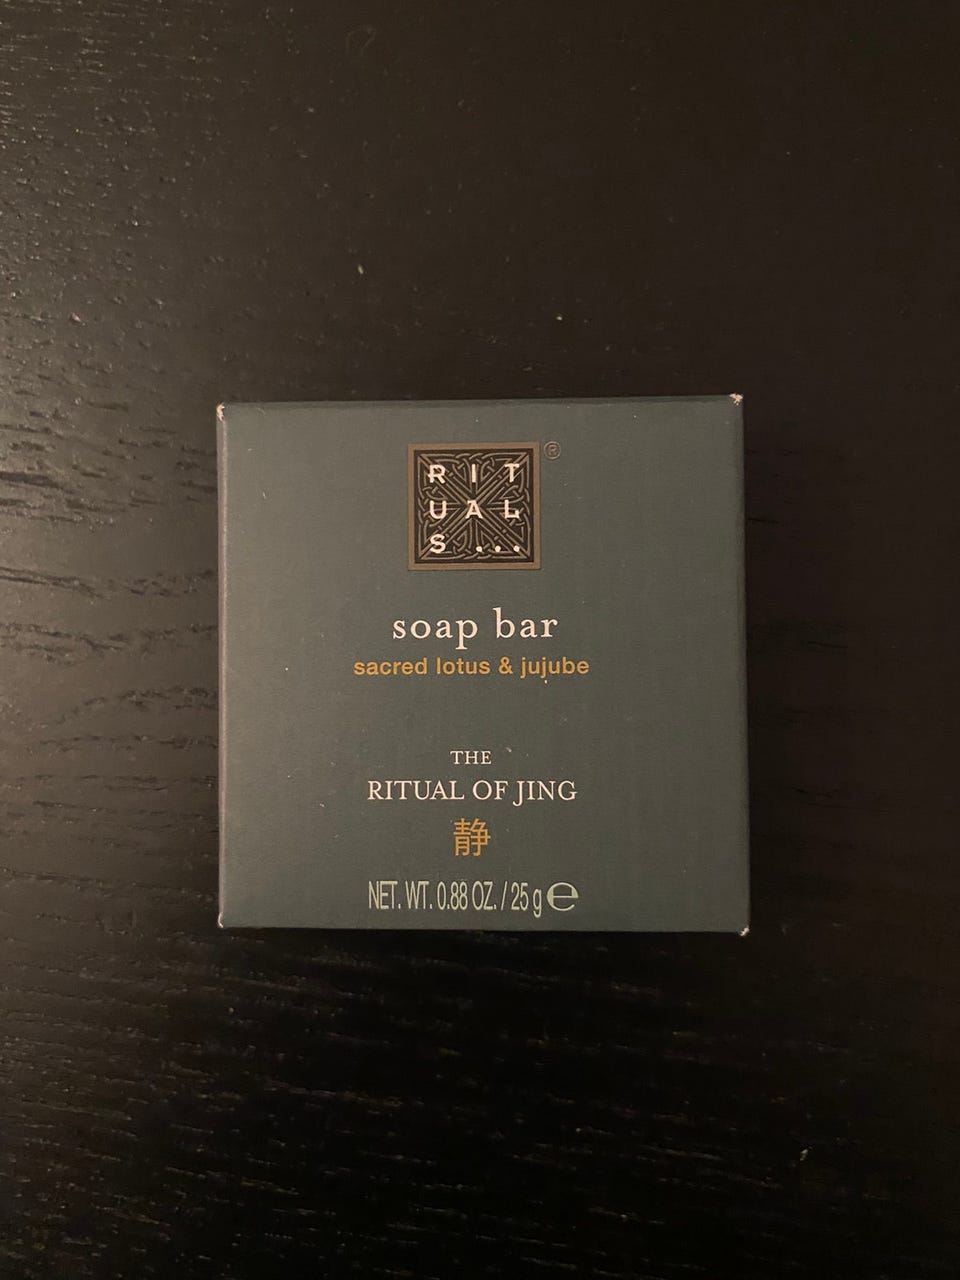 RIT
UAL
S...
®
soap bar
sacred lotus & jujube
THE
RITUAL OF JING
静
NET. WT. 0.88 OZ. / 25 g ℮